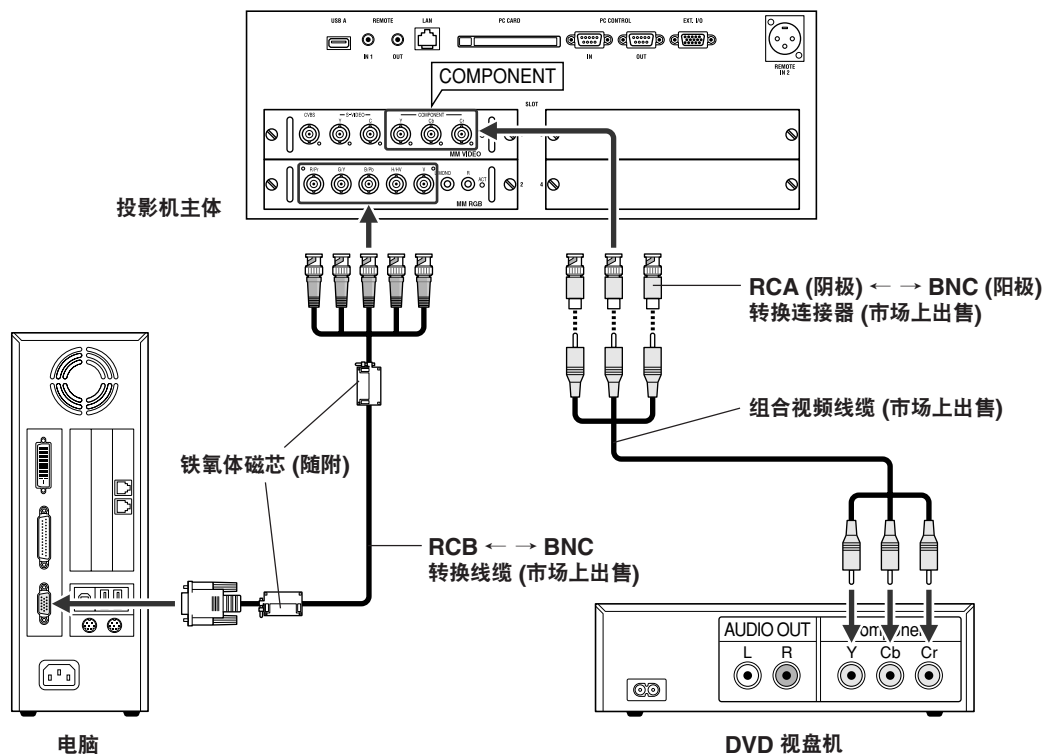 USB A REMOTE LAN PC CARD PC CONTROL EXT. I/O
IN 1 OUT IN OUT
REMOTE
IN 2
COMPONENT
SLOT
CVBS S-VIDEO COMPONENT
Y C Y Cb Cr
MM VIDEO
R/Pr G/Y B/Pb H/HV V L/MONO R ACT
2 4
MM RGB
投影机主体
RCA (阴极) ← → BNC (阳极)
转换连接器 (市场上出售)
组合视频线缆 (市场上出售)
铁氧体磁芯 (随附)
RCB ← → BNC
转换线缆 (市场上出售)
AUDIO OUT Component
L R Y Cb Cr
电脑
DVD 视盘机